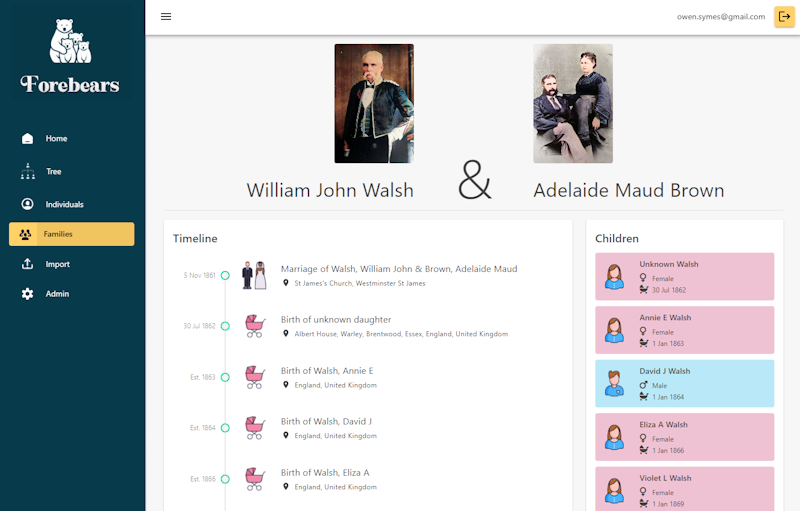 Forebears
Home
Tree
Individuals
Families
Import
Admin
owen.symes@gmail.com
William John Walsh
&
Adelaide Maud Brown
Timeline
5 Nov 1861
Marriage of Walsh, William John & Brown, Adelaide Maud
St James's Church, Westminster St James
30 Jul 1862
Birth of unknown daughter
Albert House, Warley, Brentwood, Essex, England, United Kingdom
Est. 1863
Birth of Walsh, Annie E
England, United Kingdom
Est. 1864
Birth of Walsh, David J
England, United Kingdom
Est. 1866
Birth of Walsh, Eliza A
England, United Kingdom
Children
Unknown Walsh
Female
30 Jul 1862
Annie E Walsh
Female
1 Jan 1863
David J Walsh
Male
1 Jan 1864
Eliza A Walsh
Female
1 Jan 1866
Violet L Walsh
Female
1 Jan 1869